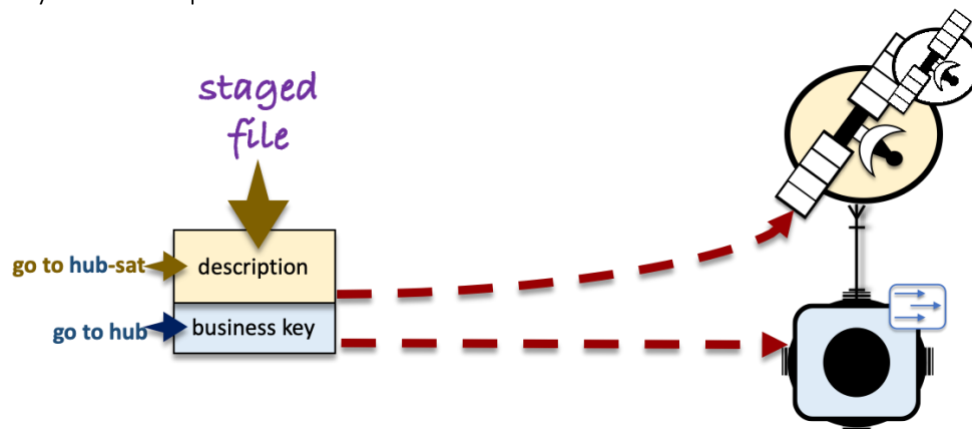 staged
file
go to hub-sat
description
go to hub
business key